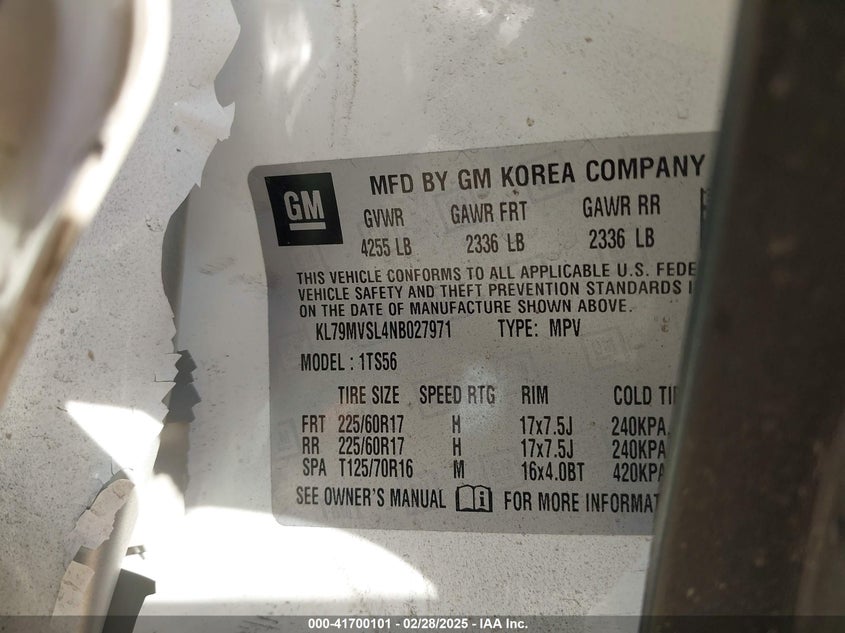 GM
MFD BY GM KOREA COMPANY
GVWR GAWR FRT GAWR RR
4255 LB 2336 LB 2336 LB
THIS VEHICLE CONFORMS TO ALL APPLICABLE U.S. FEDE
VEHICLE SAFETY AND THEFT PREVENTION STANDARDS I
ON THE DATE OF MANUFACTURE SHOWN ABOVE.
KL79MVSL4NB027971 TYPE: MPV
MODEL : 1TS56
TIRE SIZE SPEED RTG RIM COLD TI
FRT 225/60R17 H 17x7.5J 240KPA
RR 225/60R17 H 17x7.5J 240KPA
SPA T125/70R16 M 16x4.0BT 420KPA
SEE OWNER'S MANUAL FOR MORE INFORMAT
000-41700101 - 02/28/2025 - IAA Inc.